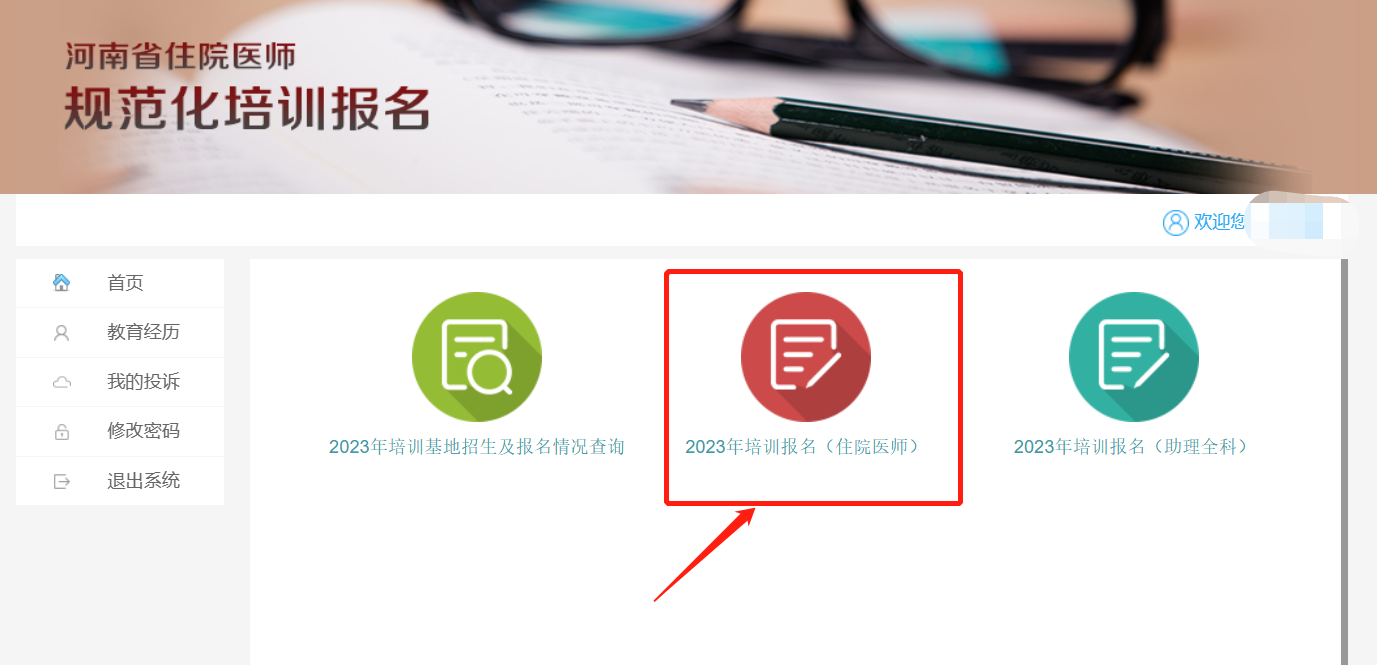 河南省住院医师
规范化培训报名
欢迎您
首页
教育经历
我的投诉
修改密码
退出系统
2023年培训基地招生及报名情况查询
2023年培训报名（住院医师）
2023年培训报名（助理全科）